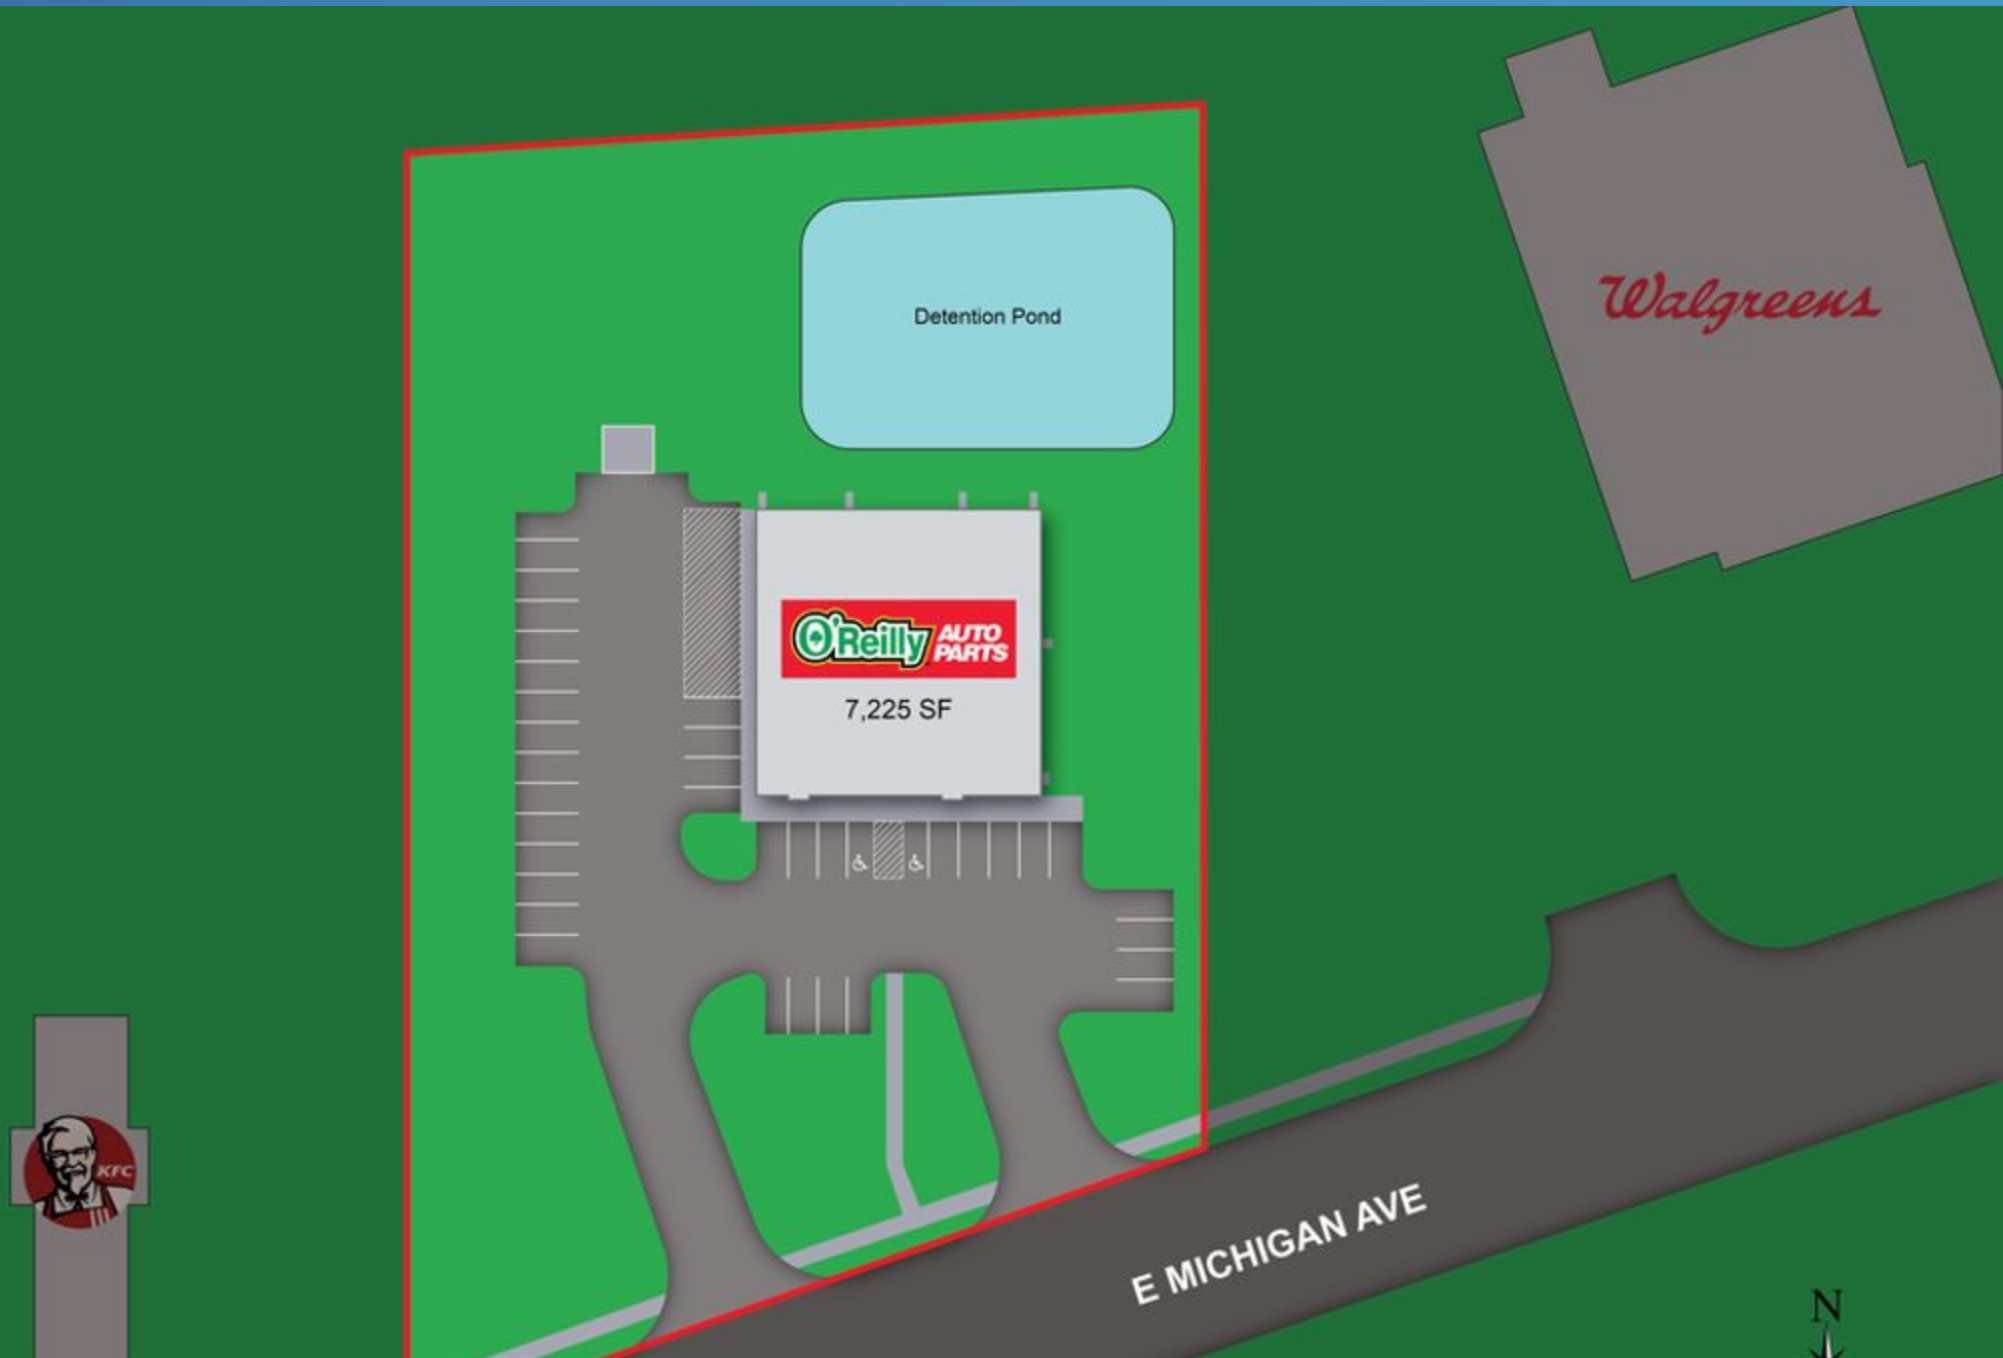 Detention Pond
Walgreens
O'Reilly AUTO PARTS
7,225 SF
KFC
E MICHIGAN AVE
N